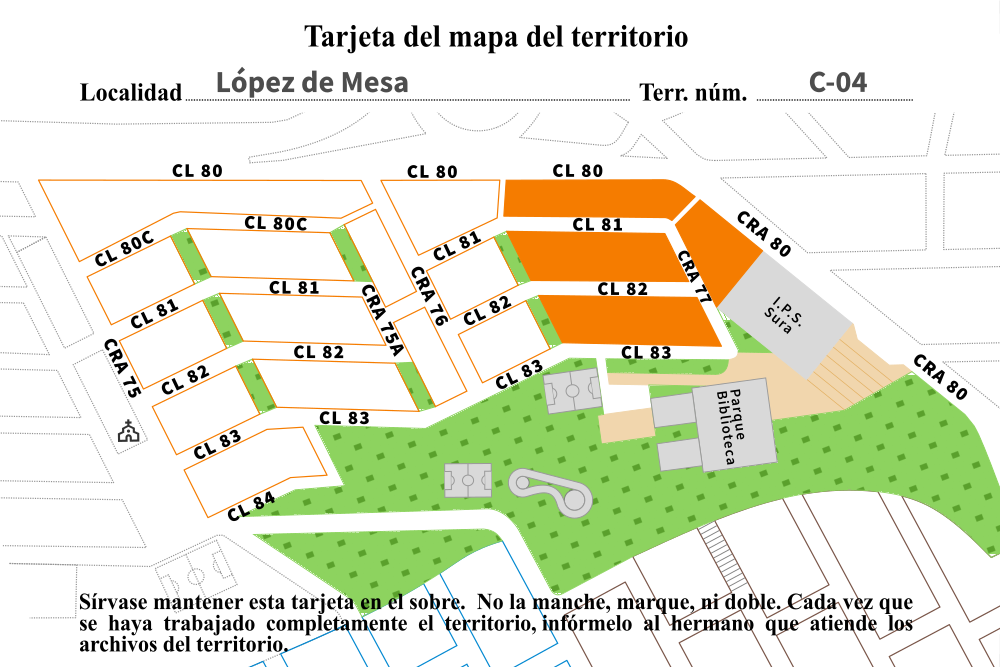 Tarjeta del mapa del territorio
Localidad López de Mesa Terr. núm. C-04
CL 80
CL 80
CL 80
CL 80C
CL 80C
CL 81
CL 81
CRA 80
CRA 77
CL 81
CL 81
CRA 76
CL 82
CL 82
CRA 75A
I.P.S.
Sura
CRA 75
CL 82
CL 82
CL 83
CL 83
CRA 80
CL 83
CL 83
Parque
Biblioteca
CL 84
Sírvase mantener esta tarjeta en el sobre. No la manche, marque, ni doble. Cada vez que
se haya trabajado completamente el territorio, infórmelo al hermano que atiende los
archivos del territorio.